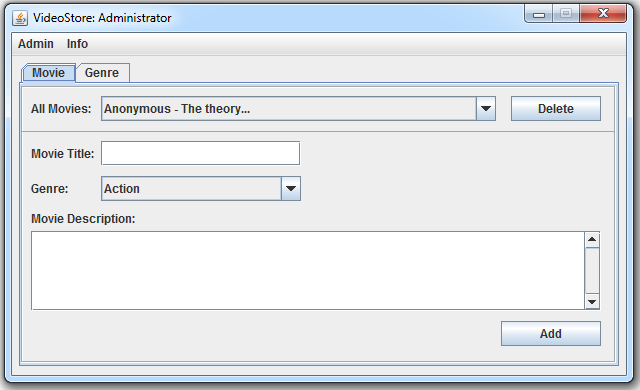 VideoStore: Administrator
Admin Info
Movie Genre
All Movies: Anonymous - The theory... Delete
Movie Title:
Genre: Action
Movie Description:
Add